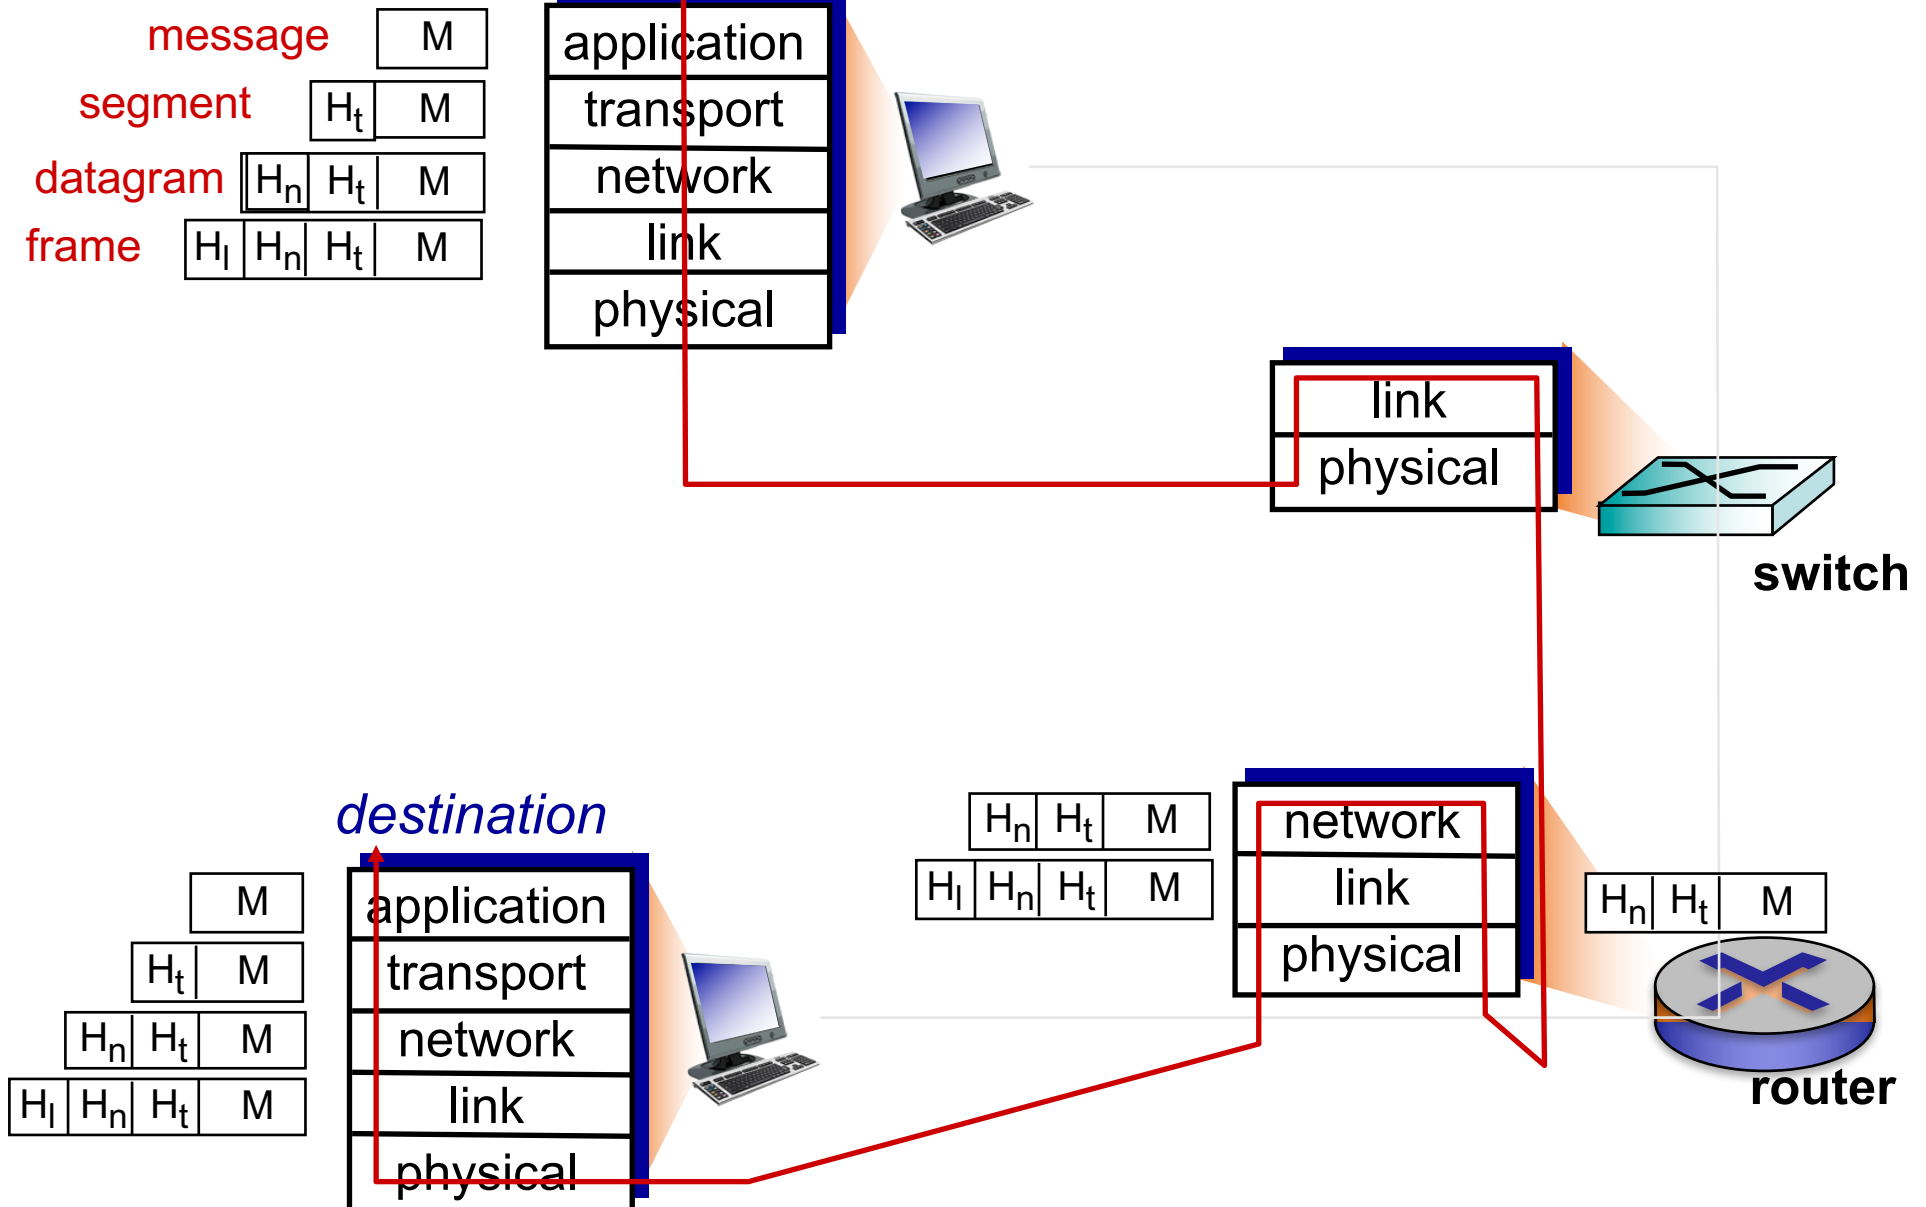 message M
segment Ht M
datagram Hn Ht M
frame Hl Hn Ht M
application
transport
network
link
physical
link
physical
switch
destination
M
Ht M
Hn Ht M
Hl Hn Ht M
application
transport
network
link
physical
Hn Ht M
Hl Hn Ht M
network
link
physical
Hn Ht M
router